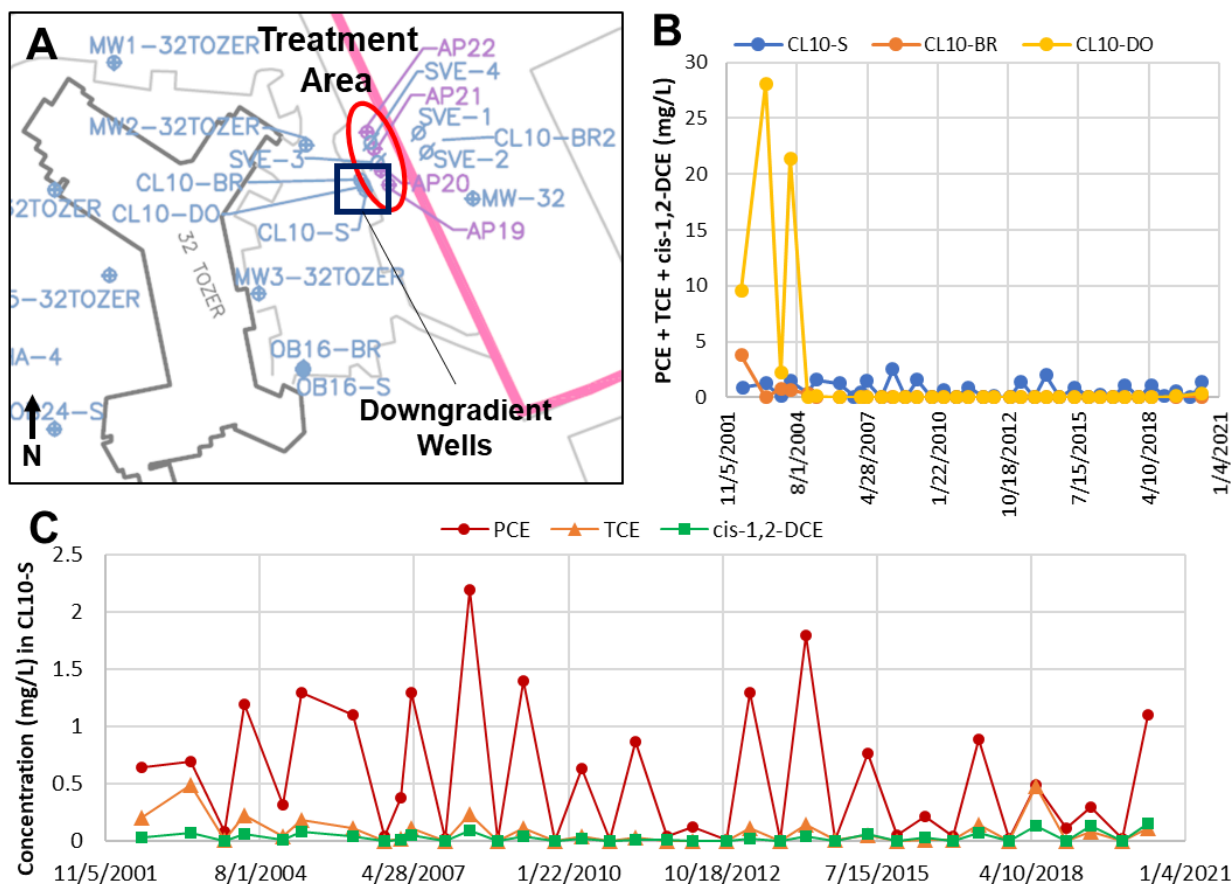 A
MW1-32TOZER
Treatment
Area
AP22
SVE-4
AP21
SVE-1
MW2-32TOZER
CL10-BR2
SVE-3
SVE-2
CL10-BR
AP20
MW-32
CL10-DO
CL10-S
AP19
32 TOZER
MW3-32TOZER
5-32TOZER
OB16-BR
OB16-S
Downgradient
Wells
N
B
CL10-S CL10-BR CL10-DO
PCE + TCE + cis-1,2-DCE (mg/L)
30
25
20
15
10
5
0
11/5/2001 8/1/2004 4/28/2007 1/22/2010 10/18/2012 7/15/2015 4/10/2018 1/4/2021
C
PCE TCE cis-1,2-DCE
Concentration (mg/L) in CL10-S
2.5
2
1.5
1
0.5
0
11/5/2001 8/1/2004 4/28/2007 1/22/2010 10/18/2012 7/15/2015 4/10/2018 1/4/2021